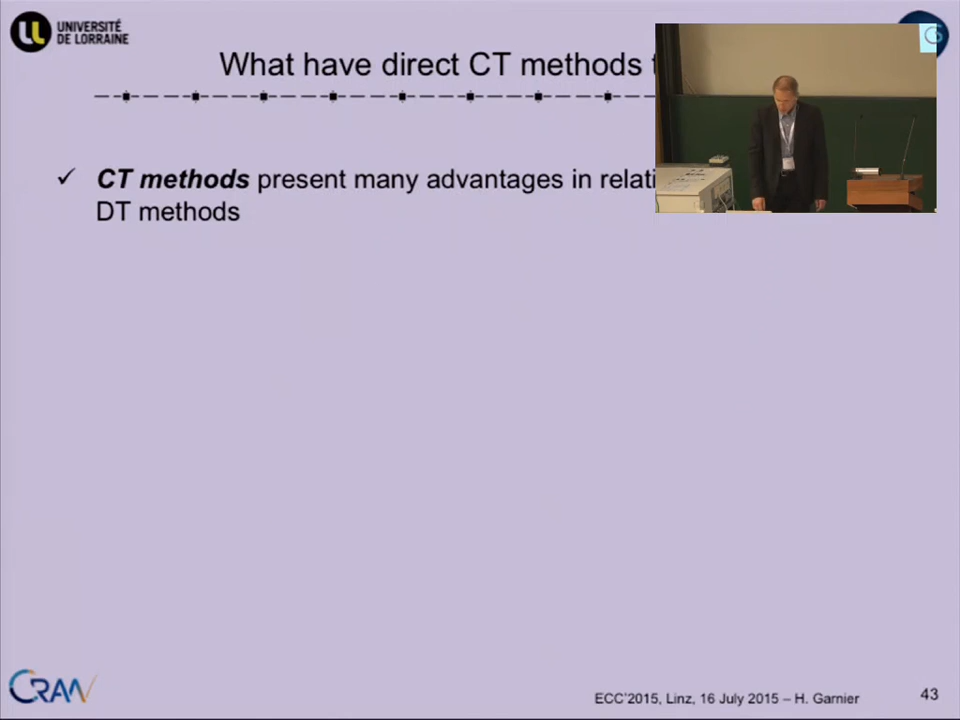 UNIVERSITÉ
DE LORRAINE
What have direct CT methods
✓ CT methods present many advantages in relati
DT methods
CRAN
ECC'2015, Linz, 16 July 2015 – H. Garnier
43